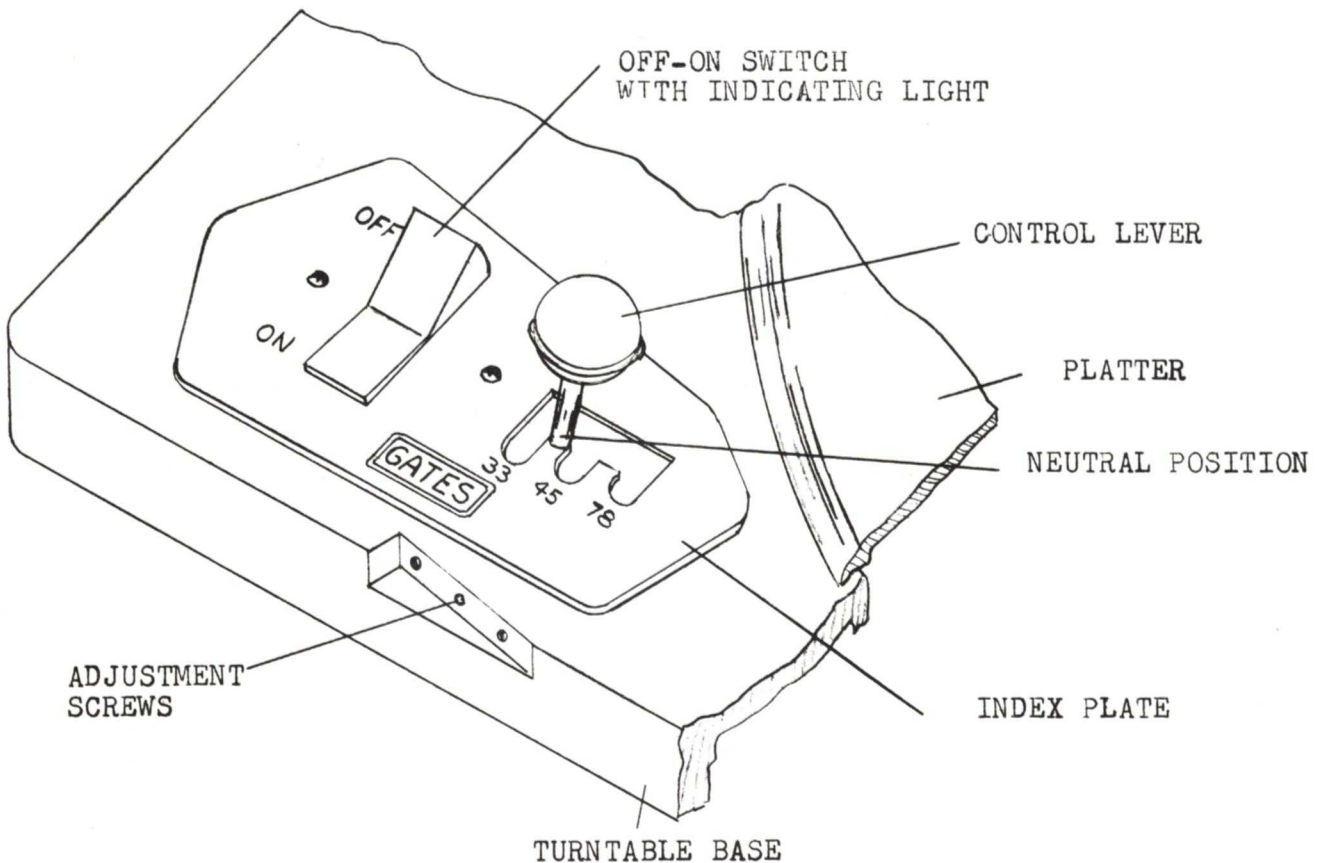 OFF-ON SWITCH
WITH INDICATING LIGHT
OFF
CONTROL LEVER
ON
PLATTER
GATES
33
45
78
NEUTRAL POSITION
ADJUSTMENT
SCREWS
INDEX PLATE
TURNTABLE BASE